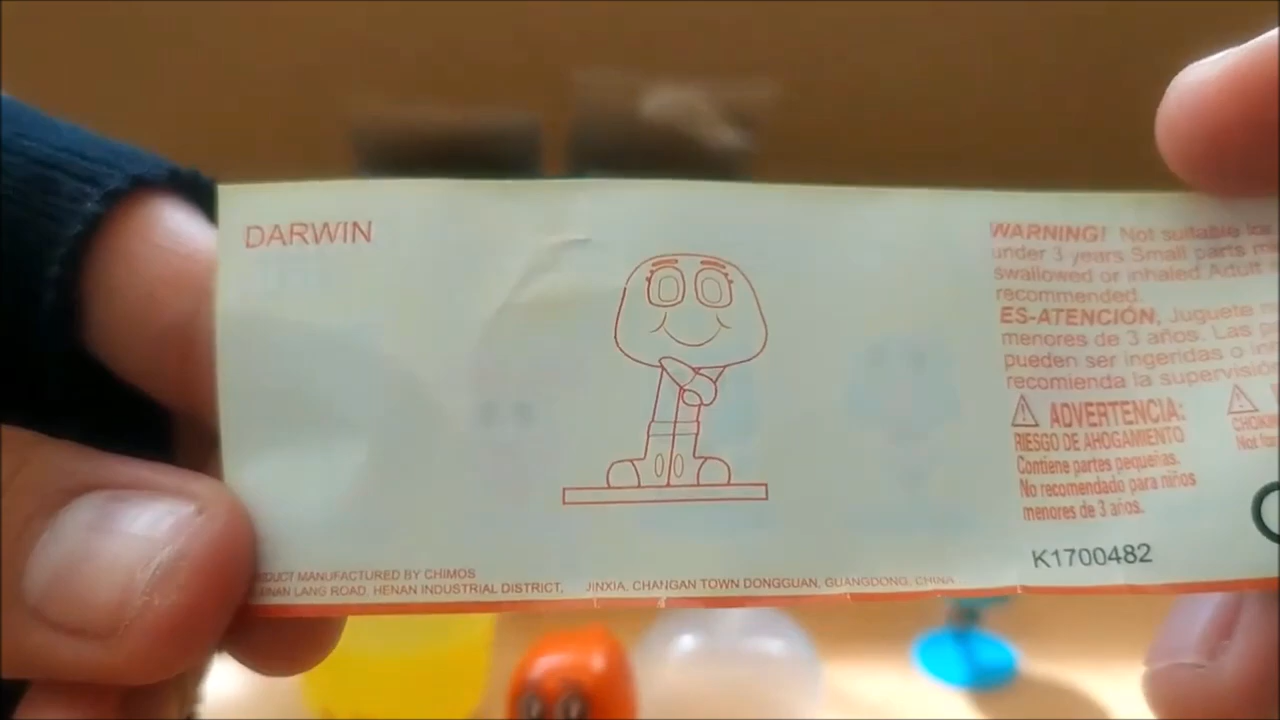 DARWIN
WARNING! Not suitable for
under 3 years Small parts
swallowed or inhaled Adult
recommended.
ES-ATENCIÓN, Juguete
menores de 3 años. Las
pueden ser ingeridas o
recomienda la supervisión
ADVERTENCIA:
RIESGO DE AHOGAMIENTO
Contiene partes pequeñas.
No recomendado para niños
menores de 3 años.
Not
K1700482
MANUFACTURED BY CHIMOS
LANG ROAD, HENAN INDUSTRIAL DISTRICT, JINXIA, CHANGAN TOWN DONGGUAN, GUANGDONG, CHINA